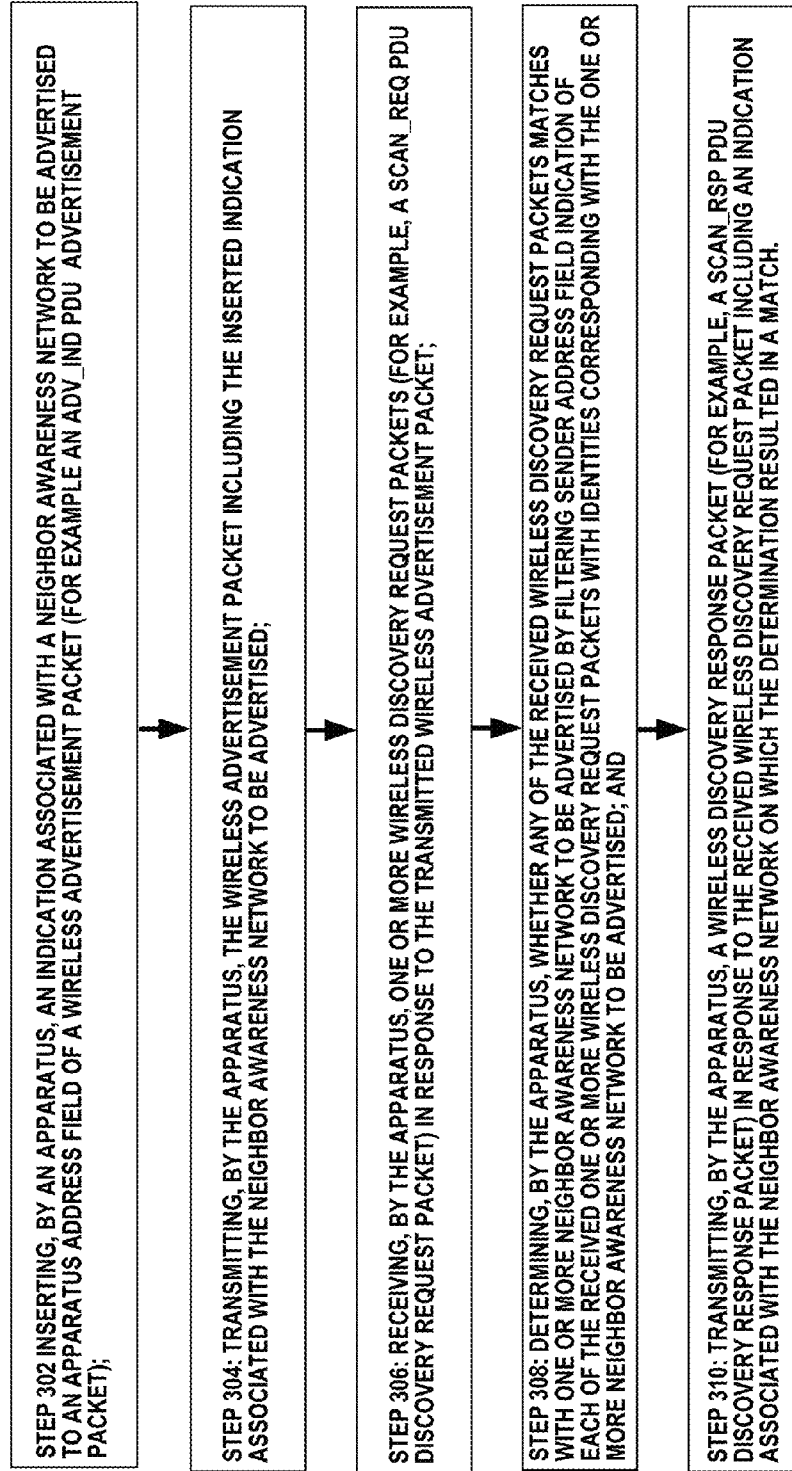 STEP 302 INSERTING, BY AN APPARATUS, AN INDICATION ASSOCIATED WITH A NEIGHBOR AWARENESS NETWORK TO BE ADVERTISED
TO AN APPARATUS ADDRESS FIELD OF A WIRELESS ADVERTISEMENT PACKET (FOR EXAMPLE AN ADV_IND PDU ADVERTISEMENT
PACKET);
STEP 304: TRANSMITTING, BY THE APPARATUS, THE WIRELESS ADVERTISEMENT PACKET INCLUDING THE INSERTED INDICATION
ASSOCIATED WITH THE NEIGHBOR AWARENESS NETWORK TO BE ADVERTISED;
STEP 306: RECEIVING, BY THE APPARATUS, ONE OR MORE WIRELESS DISCOVERY REQUEST PACKETS (FOR EXAMPLE, A SCAN_REQ PDU
DISCOVERY REQUEST PACKET) IN RESPONSE TO THE TRANSMITTED WIRELESS ADVERTISEMENT PACKET;
STEP 308: DETERMINING, BY THE APPARATUS, WHETHER ANY OF THE RECEIVED WIRELESS DISCOVERY REQUEST PACKETS MATCHES
WITH ONE OR MORE NEIGHBOR AWARENESS NETWORK TO BE ADVERTISED BY FILTERING SENDER ADDRESS FIELD INDICATION OF
EACH OF THE RECEIVED ONE OR MORE WIRELESS DISCOVERY REQUEST PACKETS WITH IDENTITIES CORRESPONDING WITH THE ONE OR
MORE NEIGHBOR AWARENESS NETWORK TO BE ADVERTISED; AND
STEP 310: TRANSMITTING, BY THE APPARATUS, A WIRELESS DISCOVERY RESPONSE PACKET (FOR EXAMPLE, A SCAN_RSP PDU
DISCOVERY RESPONSE PACKET) IN RESPONSE TO THE RECEIVED WIRELESS DISCOVERY REQUEST PACKET INCLUDING AN INDICATION
ASSOCIATED WITH THE NEIGHBOR AWARENESS NETWORK ON WHICH THE DETERMINATION RESULTED IN A MATCH.